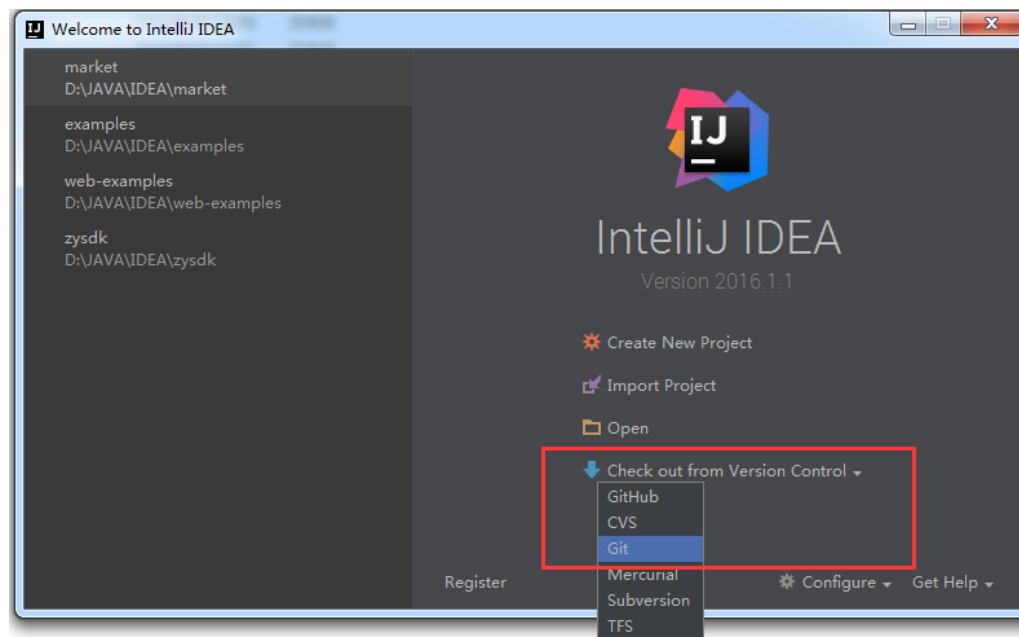 Welcome to IntelliJ IDEA
market
D:\JAVA\IDEA\market
examples
D:\JAVA\IDEA\examples
web-examples
D:\JAVA\IDEA\web-examples
zysdk
D:\JAVA\IDEA\zysdk
IJ
IntelliJ IDEA
Version 2016.1.1
Create New Project
Import Project
Open
Check out from Version Control
GitHub
CVS
Git
Mercurial
Subversion
TFS
Register
Configure
Get Help